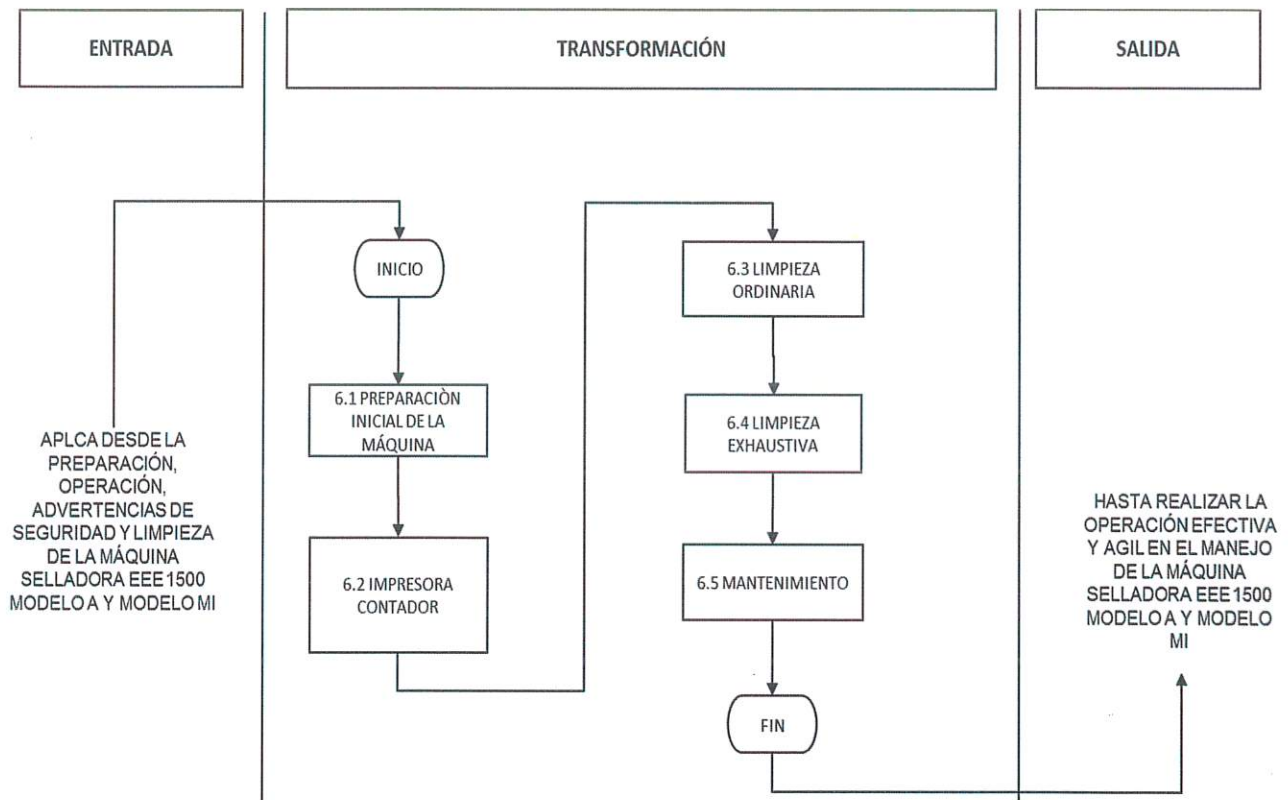 ENTRADA
TRANSFORMACIÓN
SALIDA
APLCA DESDE LA
PREPARACIÓN,
OPERACIÓN,
ADVERTENCIAS DE
SEGURIDAD Y LIMPIEZA
DE LA MÁQUINA
SELLADORA EEE 1500
MODELO A Y MODELO MI
INICIO
6.1 PREPARACIÒN
INICIAL DE LA
MÁQUINA
6.2 IMPRESORA
CONTADOR
6.3 LIMPIEZA
ORDINARIA
6.4 LIMPIEZA
EXHAUSTIVA
6.5 MANTENIMIENTO
FIN
HASTA REALIZAR LA
OPERACIÓN EFECTIVA
Y AGIL EN EL MANEJO
DE LA MÁQUINA
SELLADORA EEE 1500
MODELO A Y MODELO
MI